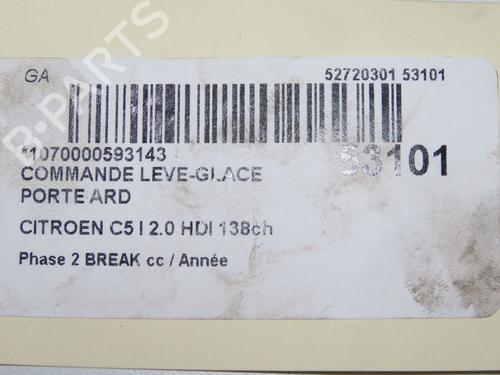 GA
52720301 53101
*1070000593143
53101
COMMANDE LEVE-GLACE
PORTE ARD
CITROEN C5 I 2.0 HDI 138ch
Phase 2 BREAK cc / Année
B-PARTS